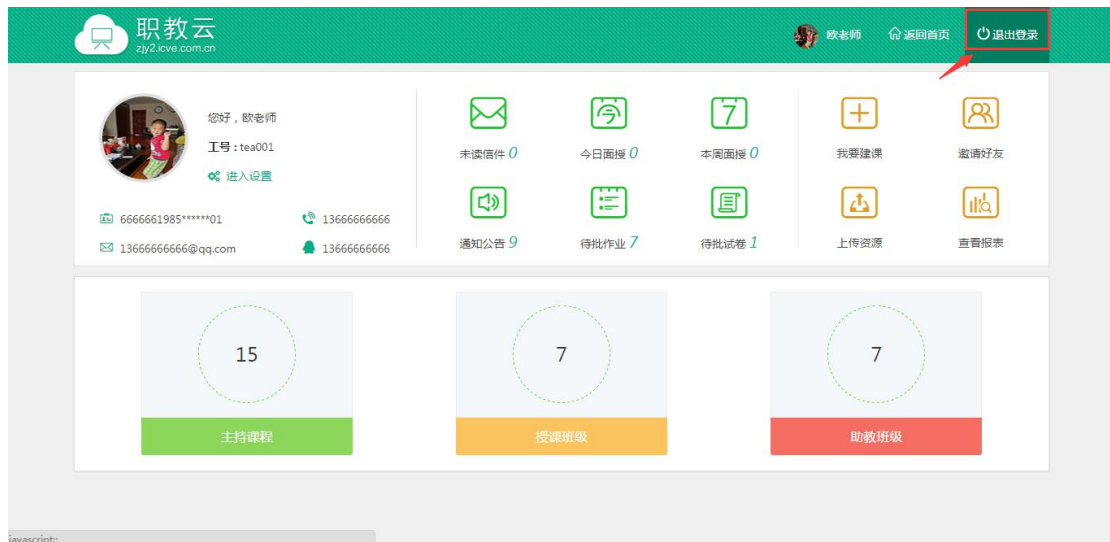 职教云
zjy2.icve.com.cn
欧老师
返回首页
退出登录
您好，欧老师
工号：tea001
进入设置
6666661985******01
13666666666
13666666666@qq.com
13666666666
未读信件 0
今日面授 0
本周面授 0
我要建课
邀请好友
通知公告 9
待批作业 7
待批试卷 1
上传资源
查看报表
15
7
7
主持课程
授课班级
助教班级
javascript:;